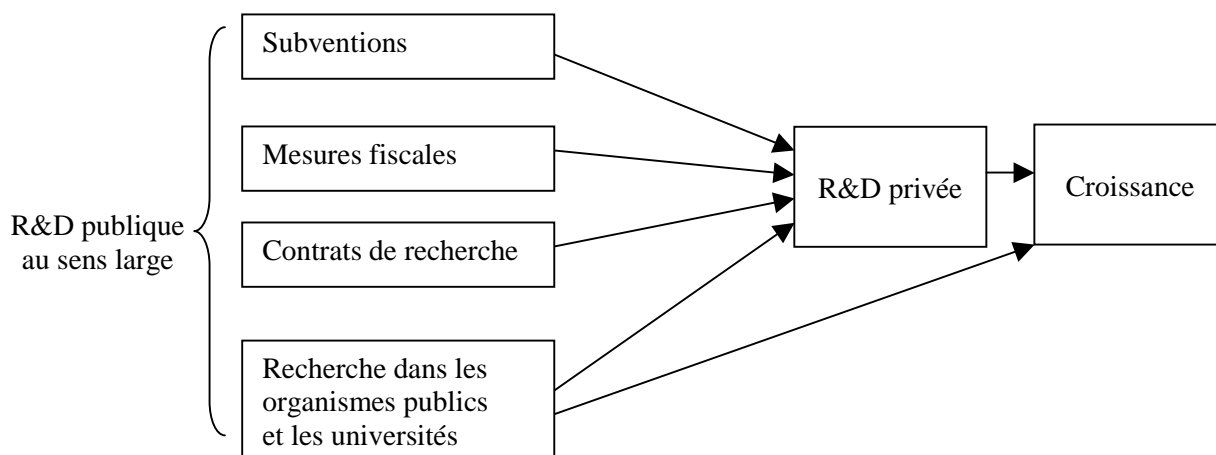 R&D publique
au sens large
Subventions
Mesures fiscales
Contrats de recherche
Recherche dans les
organismes publics
et les universités
R&D privée
Croissance